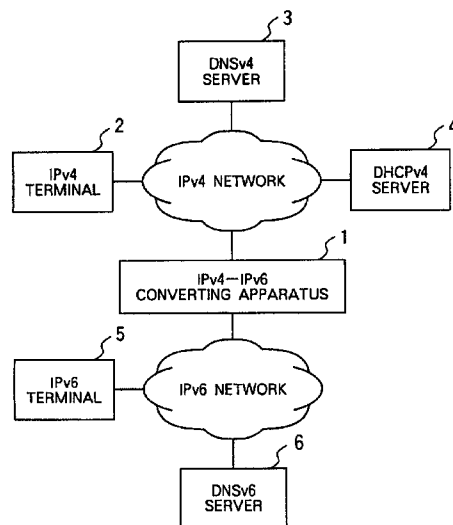 3
DNSv4
SERVER
2
IPv4
TERMINAL
IPv4 NETWORK
4
DHCPv4
SERVER
1
IPv4-IPv6
CONVERTING APPARATUS
5
IPv6
TERMINAL
IPv6 NETWORK
6
DNSv6
SERVER